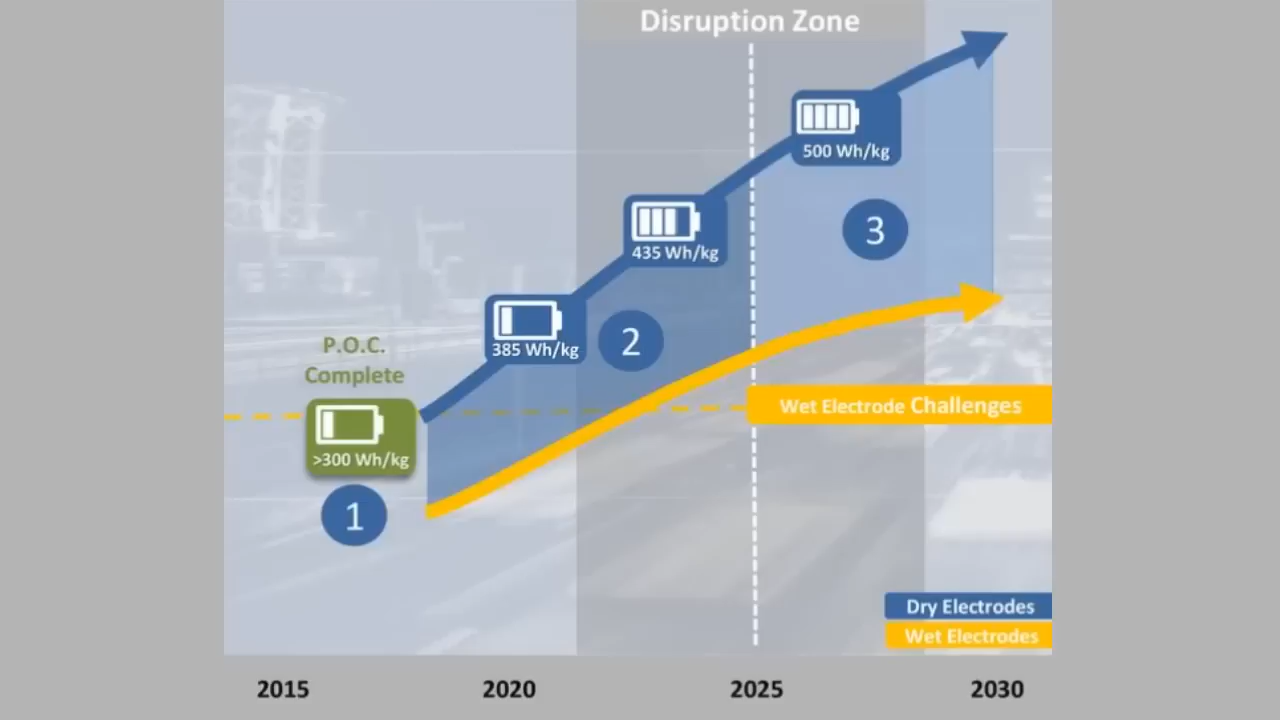 Disruption Zone
500 Wh/kg
3
435 Wh/kg
385 Wh/kg
2
P.O.C.
Complete
>300 Wh/kg
1
Wet Electrode Challenges
Dry Electrodes
Wet Electrodes
2015 2020 2025 2030